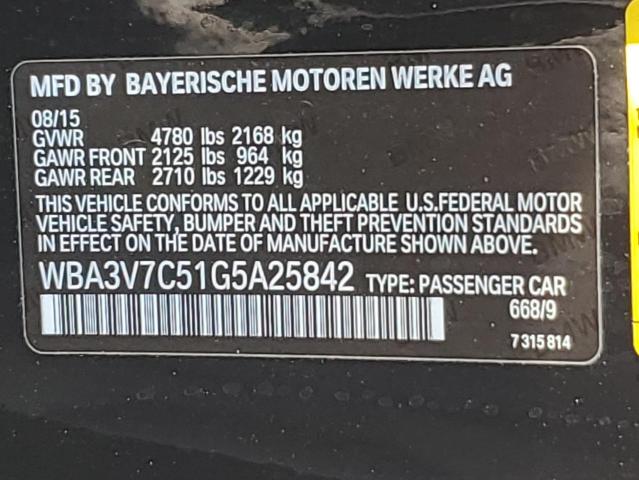 MFD BY BAYERISCHE MOTOREN WERKE AG
08/15
GVWR 4780 lbs 2168 kg
GAWR FRONT 2125 lbs 964 kg
GAWR REAR 2710 lbs 1229 kg
THIS VEHICLE CONFORMS TO ALL APPLICABLE U.S.FEDERAL MOTOR
VEHICLE SAFETY, BUMPER AND THEFT PREVENTION STANDARDS
IN EFFECT ON THE DATE OF MANUFACTURE SHOWN ABOVE.
WBA3V7C51G5A25842 TYPE: PASSENGER CAR
668/9
7 315 814